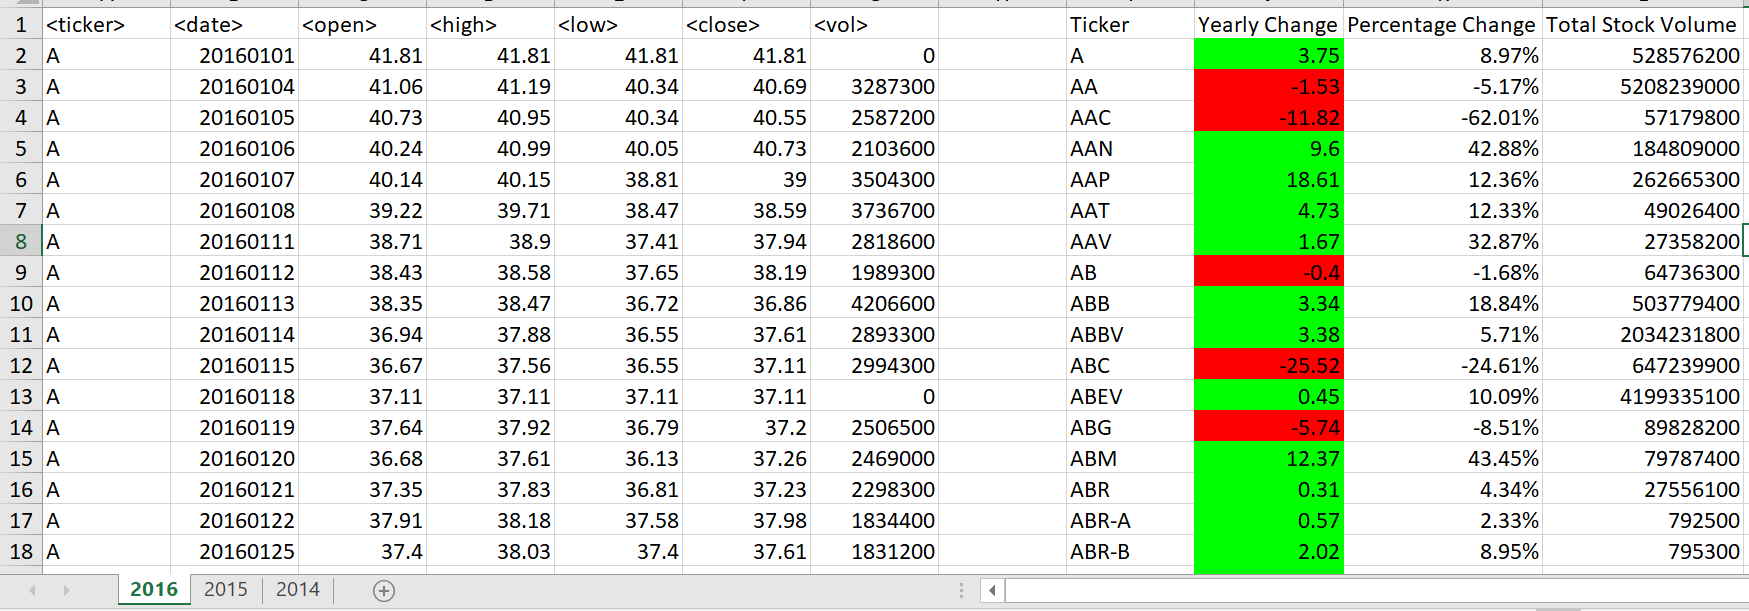 1 <ticker> <date> <open> <high> <low> <close> <vol> Ticker Yearly Change Percentage Change Total Stock Volume
2 A 20160101 41.81 41.81 41.81 41.81 0 A 3.75 8.97% 528576200
3 A 20160104 41.06 41.19 40.34 40.69 3287300 AA -1.53 -5.17% 5208239000
4 A 20160105 40.73 40.95 40.34 40.55 2587200 AAC -11.82 -62.01% 57179800
5 A 20160106 40.24 40.99 40.05 40.73 2103600 AAN 9.6 42.88% 184809000
6 A 20160107 40.14 40.15 38.81 39 3504300 AAP 18.61 12.36% 262665300
7 A 20160108 39.22 39.71 38.47 38.59 3736700 AAT 4.73 12.33% 49026400
8 A 20160111 38.71 38.9 37.41 37.94 2818600 AAV 1.67 32.87% 27358200
9 A 20160112 38.43 38.58 37.65 38.19 1989300 AB -0.4 -1.68% 64736300
10 A 20160113 38.35 38.47 36.72 36.86 4206600 ABB 3.34 18.84% 503779400
11 A 20160114 36.94 37.88 36.55 37.61 2893300 ABBV 3.38 5.71% 2034231800
12 A 20160115 36.67 37.56 36.55 37.11 2994300 ABC -25.52 -24.61% 647239900
13 A 20160118 37.11 37.11 37.11 37.11 0 ABEV 0.45 10.09% 4199335100
14 A 20160119 37.64 37.92 36.79 37.2 2506500 ABG -5.74 -8.51% 89828200
15 A 20160120 36.68 37.61 36.13 37.26 2469000 ABM 12.37 43.45% 79787400
16 A 20160121 37.35 37.83 36.81 37.23 2298300 ABR 0.31 4.34% 27556100
17 A 20160122 37.91 38.18 37.58 37.98 1834400 ABR-A 0.57 2.33% 792500
18 A 20160125 37.4 38.03 37.4 37.61 1831200 ABR-B 2.02 8.95% 795300
2016 2015 2014